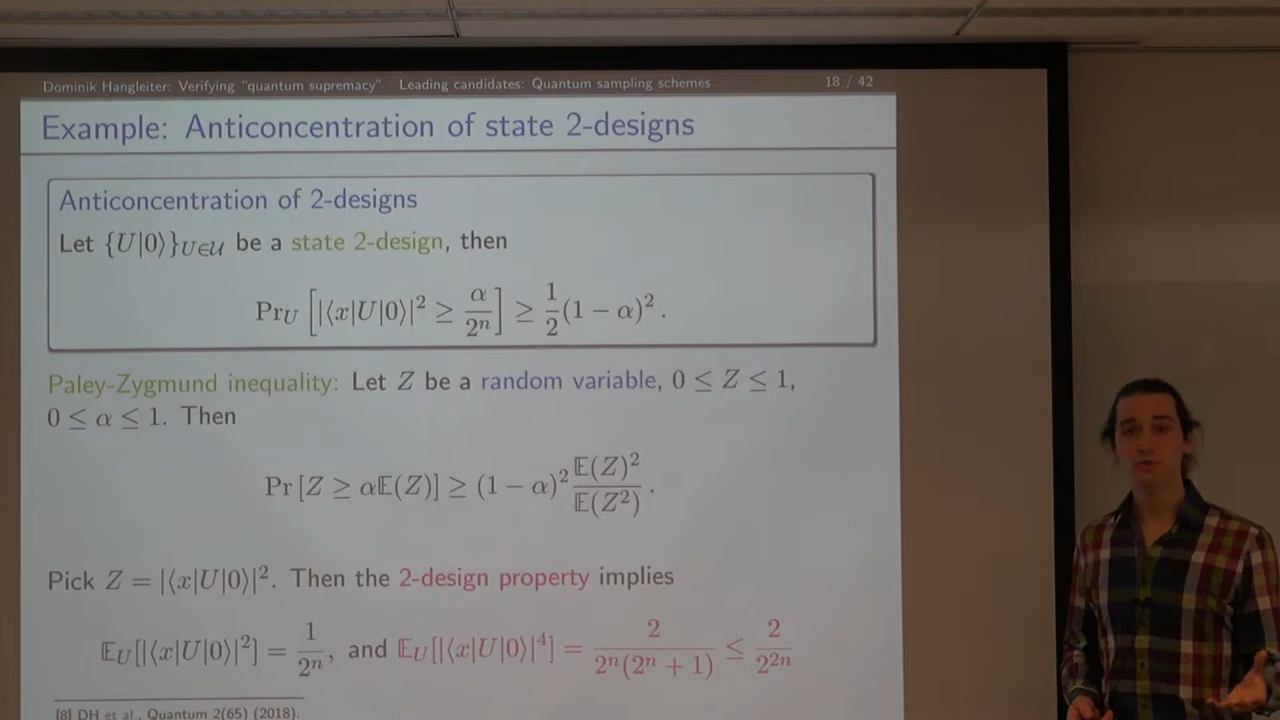 Dominik Hangleiter: Verifying "quantum supremacy" Leading candidates: Quantum sampling schemes 18 / 42
Example: Anticoncentration of state 2-designs
Anticoncentration of 2-designs
Let {U|0⟩}_{U∈𝒰} be a state 2-design, then
Pr_U [|⟨x|U|0⟩|² ≥ α/2ⁿ] ≥ 1/2 (1 − α)².
Paley-Zygmund inequality: Let Z be a random variable, 0 ≤ Z ≤ 1,
0 ≤ α ≤ 1. Then
Pr [Z ≥ α𝔼(Z)] ≥ (1 − α)² 𝔼(Z)²/𝔼(Z²).
Pick Z = |⟨x|U|0⟩|². Then the 2-design property implies
𝔼_U[|⟨x|U|0⟩|²] = 1/2ⁿ, and 𝔼_U[|⟨x|U|0⟩|⁴] = 2/(2ⁿ(2ⁿ + 1)) ≤ 2/2²ⁿ
[8] DH et al., Quantum 2(65) (2018).